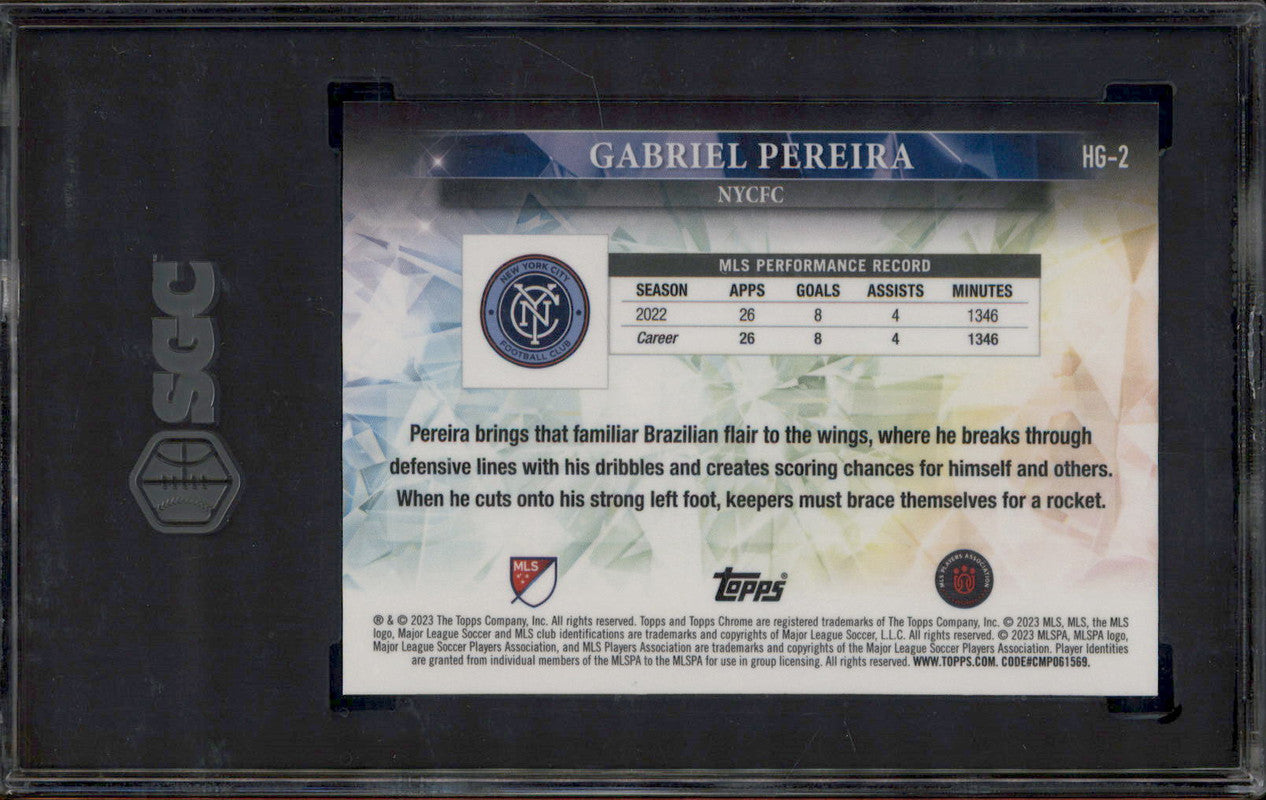 SGC
GABRIEL PEREIRA
HG-2
NYCFC
NEW YORK CITY
FOOTBALL CLUB
NYC
MLS PERFORMANCE RECORD
SEASON APPS GOALS ASSISTS MINUTES
2022 26 8 4 1346
Career 26 8 4 1346
Pereira brings that familiar Brazilian flair to the wings, where he breaks through
defensive lines with his dribbles and creates scoring chances for himself and others.
When he cuts onto his strong left foot, keepers must brace themselves for a rocket.
MLS
topps®
MLS PLAYERS ASSOCIATION
® & © 2023 The Topps Company, Inc. All rights reserved. Topps and Topps Chrome are registered trademarks of The Topps Company, Inc. © 2023 MLS, MLS, the MLS
logo, Major League Soccer and MLS club identifications are trademarks and copyrights of Major League Soccer, L.L.C. All rights reserved. © 2023 MLSPA, MLSPA logo,
Major League Soccer Players Association, and MLS Players Association are trademarks and copyrights of the Major League Soccer Players Association. Player Identities
are granted from individual members of the MLSPA to the MLSPA for use in group licensing. All rights reserved. WWW.TOPPS.COM. CODE#CMP061569.